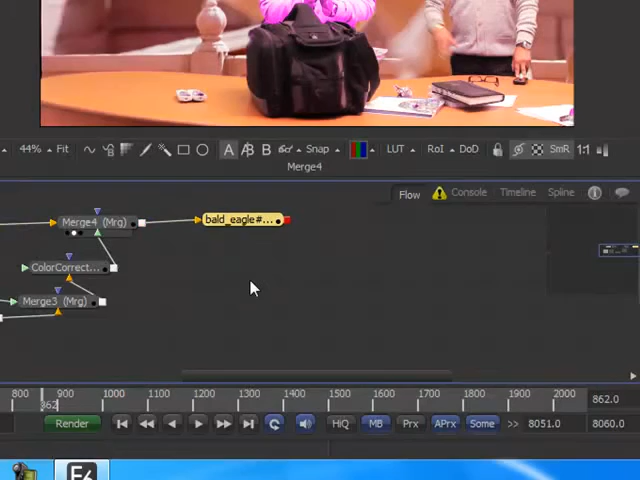 44% Fit
Snap
LUT
RoI
DoD
SmR
1:1
Merge4
Flow
Console
Timeline
Spline
Merge4 (Mrg)
bald_eagle#...
ColorCorrect...
Merge3 (Mrg)
800 900 1000 1100 1200 1300 1400 1500 1600 1700 1800 1900 2000
862
862.0
Render
HiQ
MB
Prx
APrx
Some
>>
8051.0
8060.0